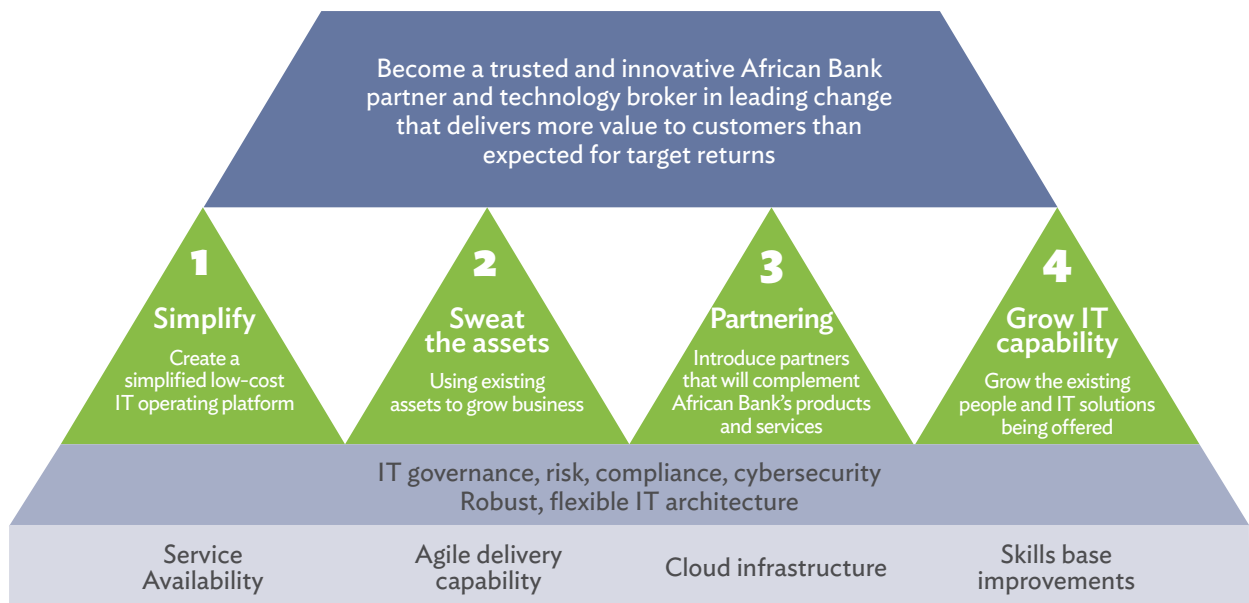 Become a trusted and innovative African Bank
partner and technology broker in leading change
that delivers more value to customers than
expected for target returns
1
Simplify
Create a
simplified low-cost
IT operating platform
2
Sweat
the assets
Using existing
assets to grow business
3
Partnering
Introduce partners
that will complement
African Bank's products
and services
4
Grow IT
capability
Grow the existing
people and IT solutions
being offered
IT governance, risk, compliance, cybersecurity
Robust, flexible IT architecture
Service
Availability
Agile delivery
capability
Cloud infrastructure
Skills base
improvements